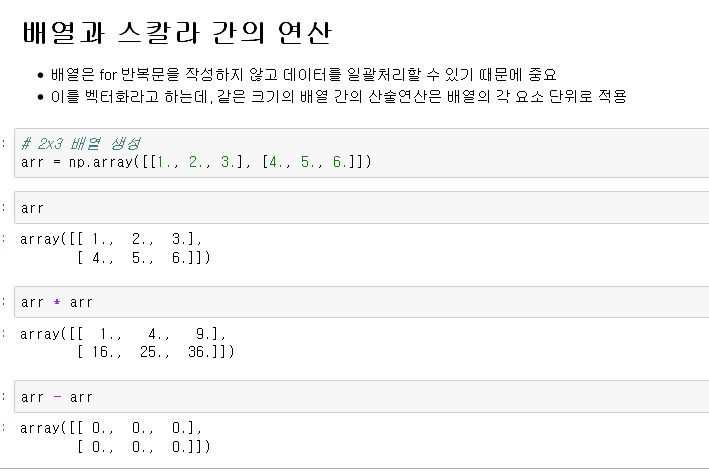 배열과 스칼라 간의 연산
• 배열은 for 반복문을 작성하지 않고 데이터를 일괄처리할 수 있기 때문에 중요
• 이를 벡터화라고 하는데, 같은 크기의 배열 간의 산술연산은 배열의 각 요소 단위로 적용
: # 2x3 배열 생성
arr = np.array([[1., 2., 3.], [4., 5., 6.]])
: arr
: array([[ 1., 2., 3.],
[ 4., 5., 6.]])
: arr * arr
: array([[ 1., 4., 9.],
[ 16., 25., 36.]])
: arr - arr
: array([[ 0., 0., 0.],
[ 0., 0., 0.]])